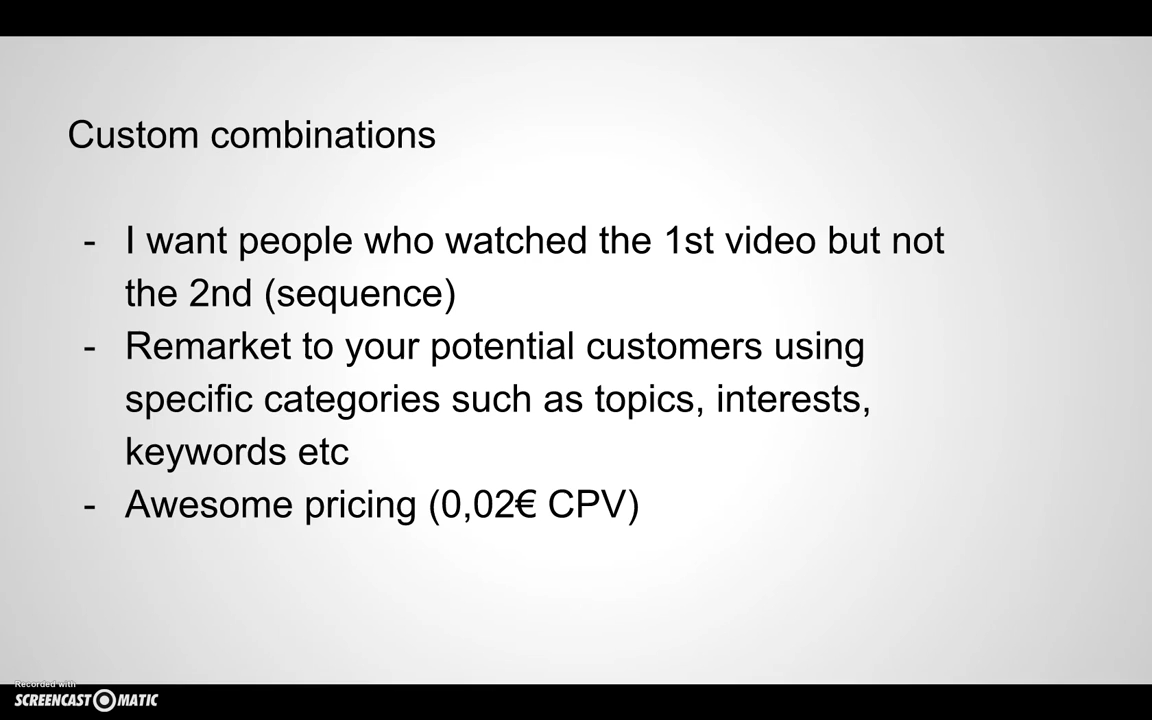 Custom combinations
- I want people who watched the 1st video but not
the 2nd (sequence)
- Remarket to your potential customers using
specific categories such as topics, interests,
keywords etc
- Awesome pricing (0,02€ CPV)
Recorded with
SCREENCAST MATIC